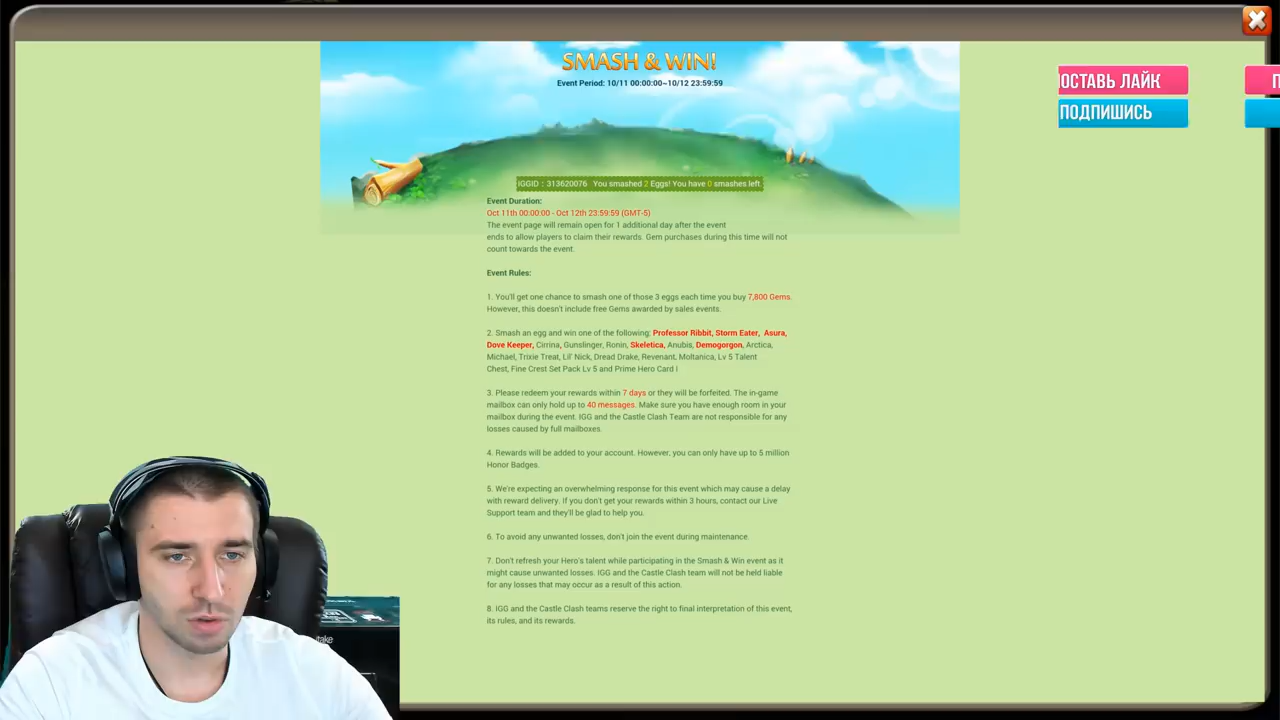 SMASH & WIN!
Event Period: 10/11 00:00:00~10/12 23:59:59
ОСТАВЬ ЛАЙК
ПОДПИШИСЬ
IGGID : 313620076 You smashed 2 Eggs! You have 0 smashes left.
Event Duration:
Oct 11th 00:00:00 - Oct 12th 23:59:59 (GMT-5)
The event page will remain open for 1 additional day after the event
ends to allow players to claim their rewards. Gem purchases during this time will not
count towards the event.
Event Rules:
1. You'll get one chance to smash one of those 3 eggs each time you buy 7,800 Gems.
However, this doesn't include free Gems awarded by sales events.
2. Smash an egg and win one of the following: Professor Ribbit, Storm Eater, Asura,
Dove Keeper, Cirrina, Gunslinger, Ronin, Skeletica, Anubis, Demogorgon, Arctica,
Michael, Trixie Treat, Lil' Nick, Dread Drake, Revenant, Moltanica, Lv 5 Talent
Chest, Fine Crest Set Pack Lv 5 and Prime Hero Card I
3. Please redeem your rewards within 7 days or they will be forfeited. The in-game
mailbox can only hold up to 40 messages. Make sure you have enough room in your
mailbox during the event. IGG and the Castle Clash Team are not responsible for any
losses caused by full mailboxes.
4. Rewards will be added to your account. However, you can only have up to 5 million
Honor Badges.
5. We're expecting an overwhelming response for this event which may cause a delay
with reward delivery. If you don't get your rewards within 3 hours, contact our Live
Support team and they'll be glad to help you.
6. To avoid any unwanted losses, don't join the event during maintenance.
7. Don't refresh your Hero's talent while participating in the Smash & Win event as it
might cause unwanted losses. IGG and the Castle Clash team will not be held liable
for any losses that may occur as a result of this action.
8. IGG and the Castle Clash teams reserve the right to final interpretation of this event,
its rules, and its rewards.